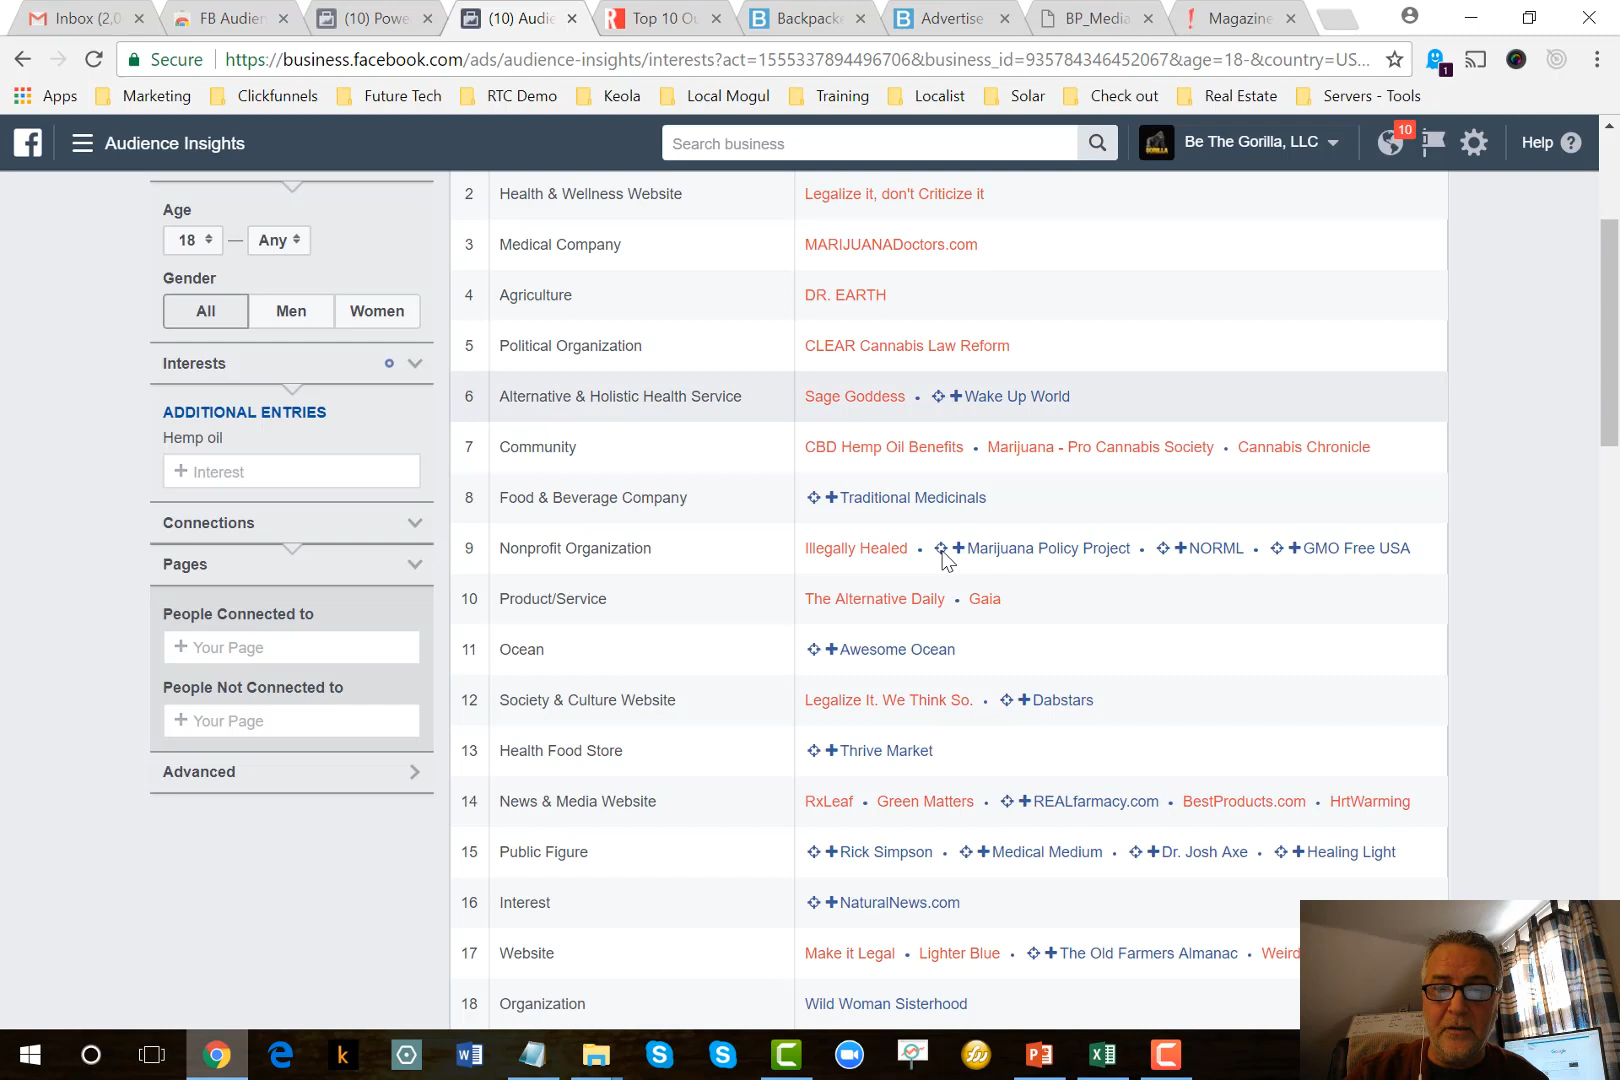 Inbox (2,0
FB Audien
(10) Powe
(10) Audie
Top 10 Ou
Backpacke
Advertise
BP_Media
Magazine
Secure
https://business.facebook.com/ads/audience-insights/interests?act=1555337894496706&business_id=935784346452067&age=18-&country=US...
1
Apps
Marketing
Clickfunnels
Future Tech
RTC Demo
Keola
Local Mogul
Training
Localist
Solar
Check out
Real Estate
Servers - Tools
Audience Insights
Search business
Be The Gorilla, LLC
10
Help ?
Age
18 — Any
Gender
All Men Women
Interests
ADDITIONAL ENTRIES
Hemp oil
+ Interest
Connections
Pages
People Connected to
+ Your Page
People Not Connected to
+ Your Page
Advanced
2 Health & Wellness Website Legalize it, don't Criticize it
3 Medical Company MARIJUANADoctors.com
4 Agriculture DR. EARTH
5 Political Organization CLEAR Cannabis Law Reform
6 Alternative & Holistic Health Service Sage Goddess • +Wake Up World
7 Community CBD Hemp Oil Benefits • Marijuana - Pro Cannabis Society • Cannabis Chronicle
8 Food & Beverage Company +Traditional Medicinals
9 Nonprofit Organization Illegally Healed • +Marijuana Policy Project • +NORML • +GMO Free USA
10 Product/Service The Alternative Daily • Gaia
11 Ocean +Awesome Ocean
12 Society & Culture Website Legalize It. We Think So. • +Dabstars
13 Health Food Store +Thrive Market
14 News & Media Website RxLeaf • Green Matters • +REALfarmacy.com • BestProducts.com • HrtWarming
15 Public Figure +Rick Simpson • +Medical Medium • +Dr. Josh Axe • +Healing Light
16 Interest +NaturalNews.com
17 Website Make it Legal • Lighter Blue • +The Old Farmers Almanac • Weird
18 Organization Wild Woman Sisterhood